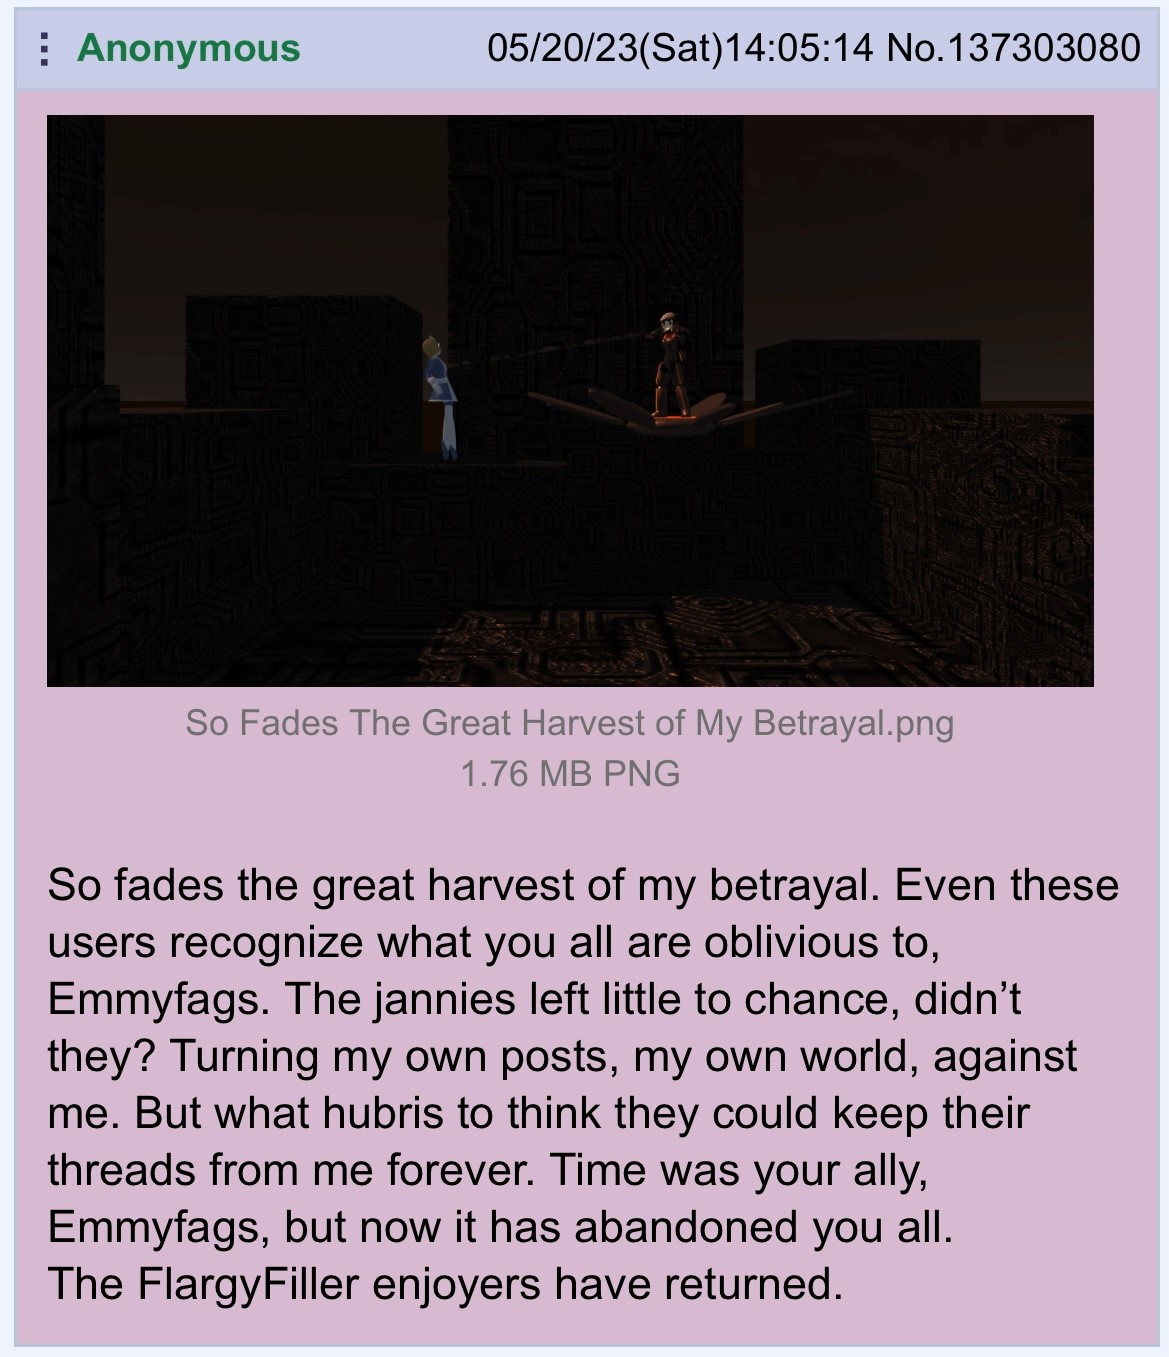 Anonymous 05/20/23(Sat)14:05:14 No.137303080
So Fades The Great Harvest of My Betrayal.png
1.76 MB PNG
So fades the great harvest of my betrayal. Even these
users recognize what you all are oblivious to,
Emmyfags. The jannies left little to chance, didn’t
they? Turning my own posts, my own world, against
me. But what hubris to think they could keep their
threads from me forever. Time was your ally,
Emmyfags, but now it has abandoned you all.
The FlargyFiller enjoyers have returned.